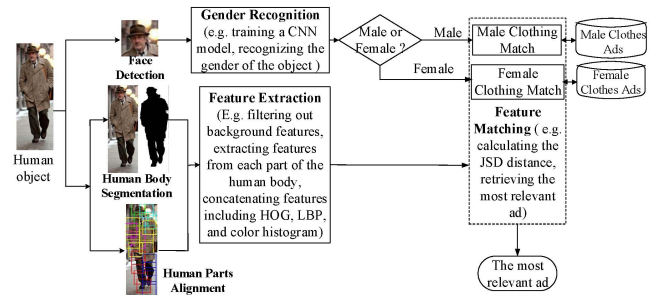 Gender Recognition
(e.g. training a CNN
model, recognizing the
gender of the object )
Face
Detection
Male or
Female ?
Male
Female
Male Clothing
Match
Male Clothes
Ads
Female
Clothing Match
Female
Clothes Ads
Human
object
Human Body
Segmentation
Human Parts
Alignment
Feature Extraction
(E.g. filtering out
background features,
extracting features
from each part of the
human body,
concatenating features
including HOG, LBP,
and color histogram)
Feature
Matching ( e.g.
calculating the
JSD distance,
retrieving the
most relevant
ad)
The most
relevant ad